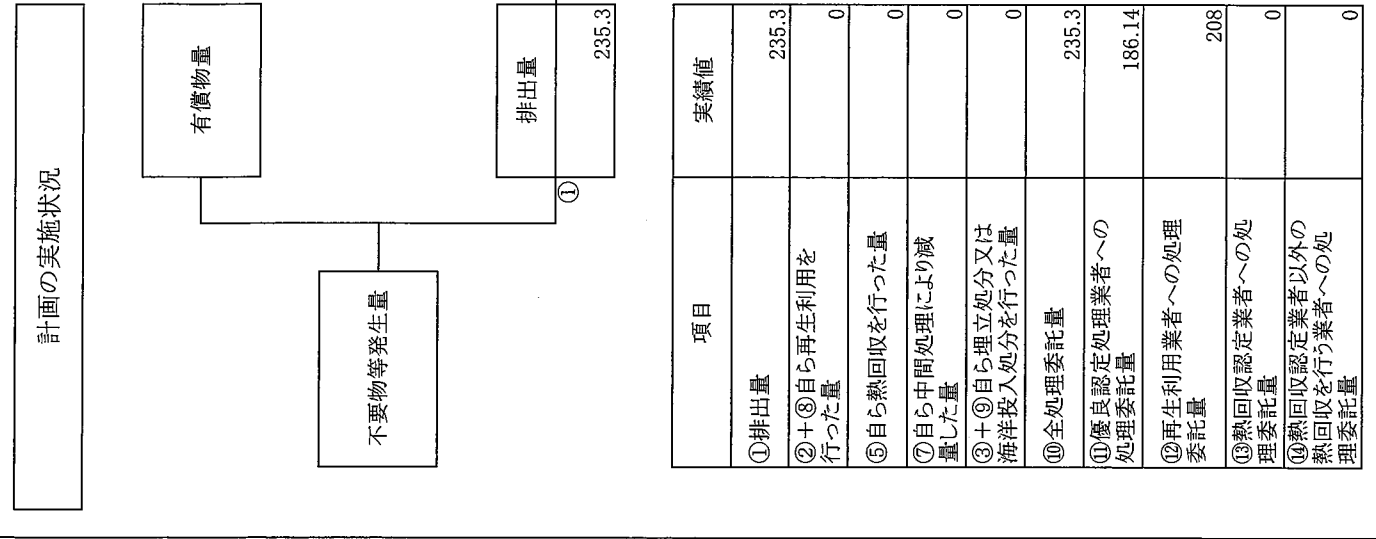 計画の実施状況
有償物量
不要物等発生量
排出量
①
235.3
項目
実績値
①排出量
235.3
②+⑧自ら再生利用を
行った量
0
⑤自ら熱回収を行った量
0
⑦自ら中間処理により減
量した量
0
③+⑨自ら埋立処分又は
海洋投入処分を行った量
0
⑩全処理委託量
235.3
⑪優良認定処理業者への
処理委託量
186.14
⑫再生利用業者への処理
委託量
208
⑬熱回収認定業者への処
理委託量
0
⑭熱回収認定業者以外の
熱回収を行う業者への処
理委託量
0